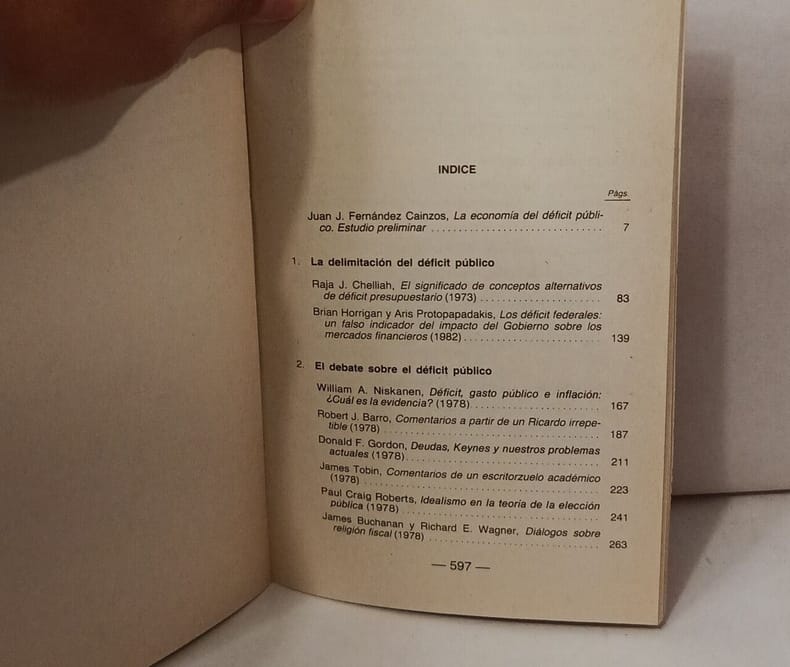 INDICE
Págs.
Juan J. Fernández Cainzos, La economía del déficit públi-
co. Estudio preliminar ................................ 7
1. La delimitación del déficit público
Raja J. Chelliah, El significado de conceptos alternativos
de déficit presupuestario (1973) ....................... 83
Brian Horrigan y Aris Protopapadakis, Los déficit federales:
un falso indicador del impacto del Gobierno sobre los
mercados financieros (1982) .......................... 139
2. El debate sobre el déficit público
William A. Niskanen, Déficit, gasto público e inflación:
¿Cuál es la evidencia? (1978) ......................... 167
Robert J. Barro, Comentarios a partir de un Ricardo irrepe-
tible (1978) ......................................... 187
Donald F. Gordon, Deudas, Keynes y nuestros problemas
actuales (1978) ...................................... 211
James Tobin, Comentarios de un escritorzuelo académico
(1978) .............................................. 223
Paul Craig Roberts, Idealismo en la teoría de la elección
pública (1978) ....................................... 241
James Buchanan y Richard E. Wagner, Diálogos sobre
religión fiscal (1978) ................................. 263
— 597 —